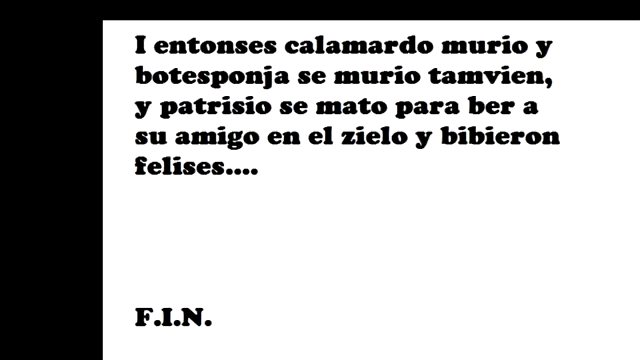 I entonses calamardo murio y
botesponja se murio tamvien,
y patrisio se mato para ber a
su amigo en el zielo y bibieron
felises....
F.I.N.